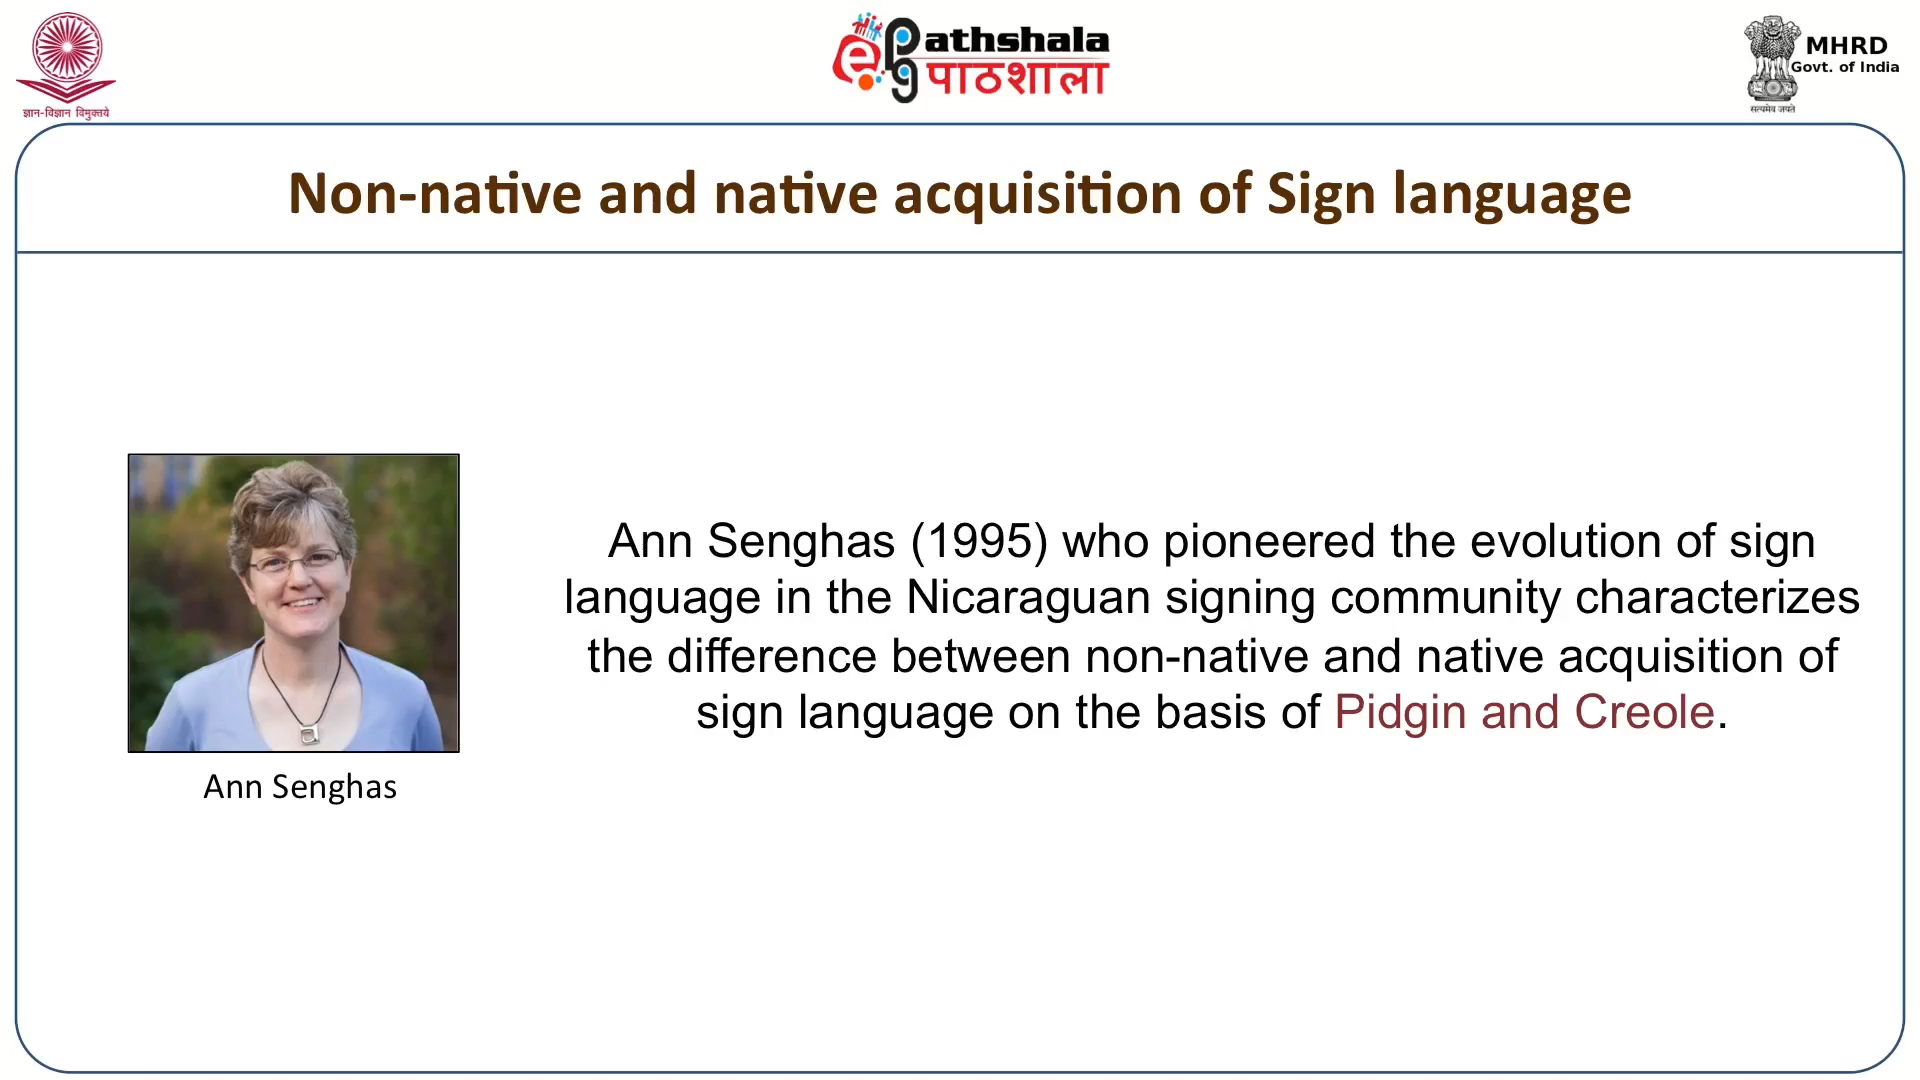 ज्ञान-विज्ञान विमुक्तये
ePathshala
पाठशाला
MHRD
Govt. of India
सत्यमेव जयते
Non-native and native acquisition of Sign language
Ann Senghas (1995) who pioneered the evolution of sign
language in the Nicaraguan signing community characterizes
the difference between non-native and native acquisition of
sign language on the basis of Pidgin and Creole.
Ann Senghas